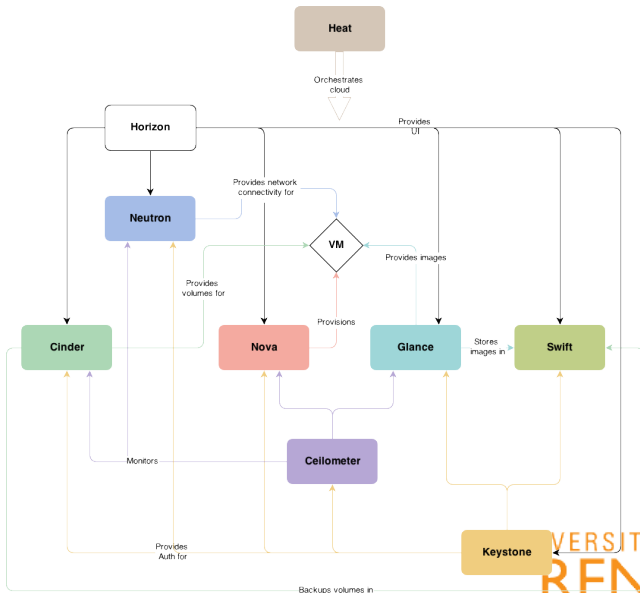 Heat
Orchestrates
cloud
Horizon
Provides
UI
Neutron
Provides network
connectivity for
VM
Provides images
Provides
volumes for
Provisions
Cinder
Nova
Glance
Stores
images in
Swift
Monitors
Ceilometer
Provides
Auth for
Keystone
VERSIT
Backups volumes in